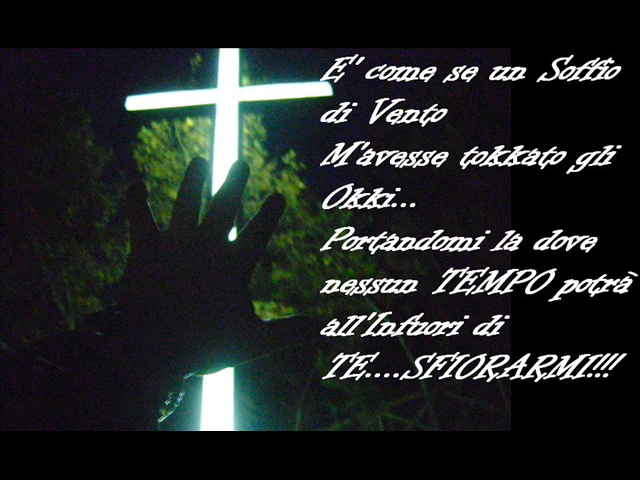 E' come se un Soffio
di Vento
M'avesse tokkato gli
Okki...
Portandomi la dove
nessun TEMPO potrà
all'Infuori di
TE....SFIORARMI!!!